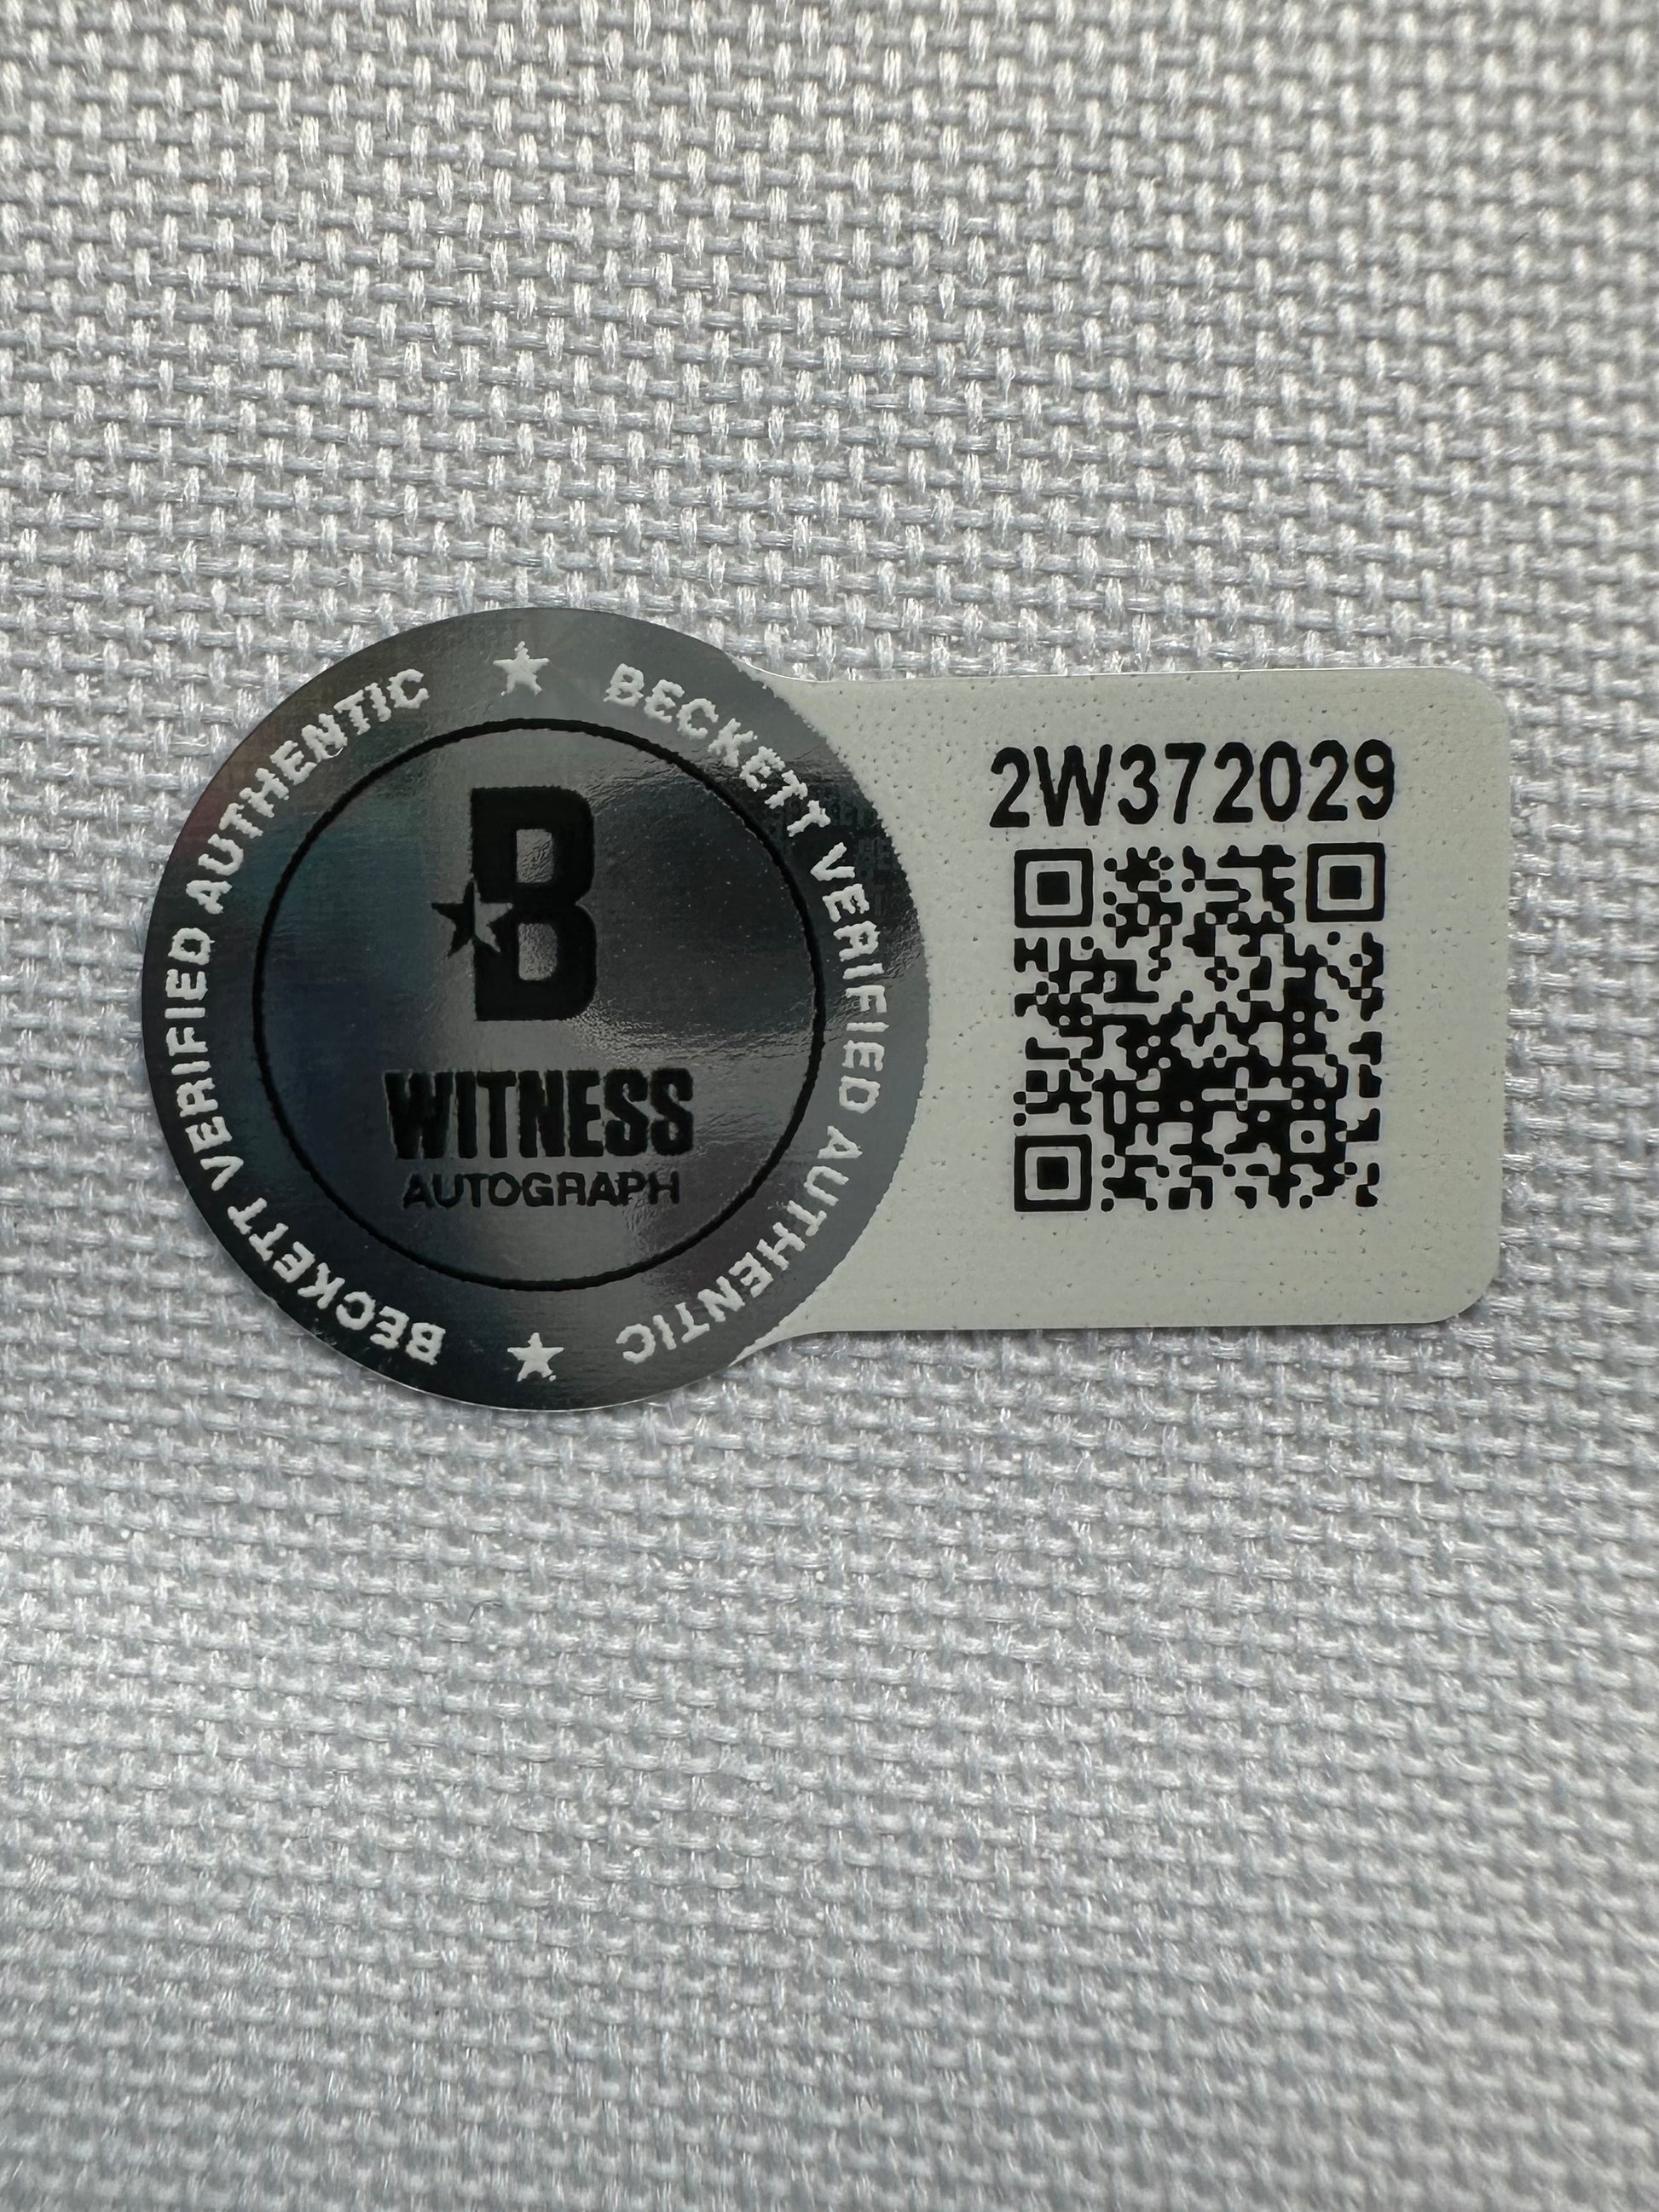 BECKETT VERIFIED AUTHENTIC
BECKETT VERIFIED AUTHENTIC
B
WITNESS
AUTOGRAPH
2W372029